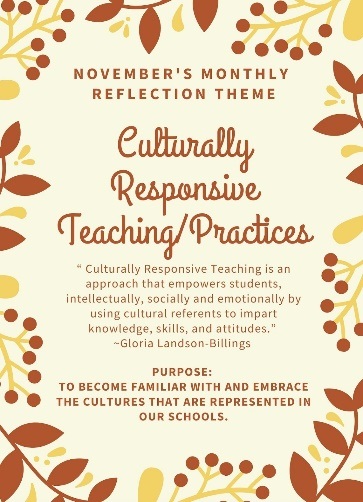 NOVEMBER'S MONTHLY
REFLECTION THEME
Culturally
Responsive
Teaching/Practices
" Culturally Responsive Teaching is an
approach that empowers students,
intellectually, socially and emotionally by
using cultural referents to impart
knowledge, skills, and attitudes."
~Gloria Landson-Billings
PURPOSE:
TO BECOME FAMILIAR WITH AND EMBRACE
THE CULTURES THAT ARE REPRESENTED IN
OUR SCHOOLS.